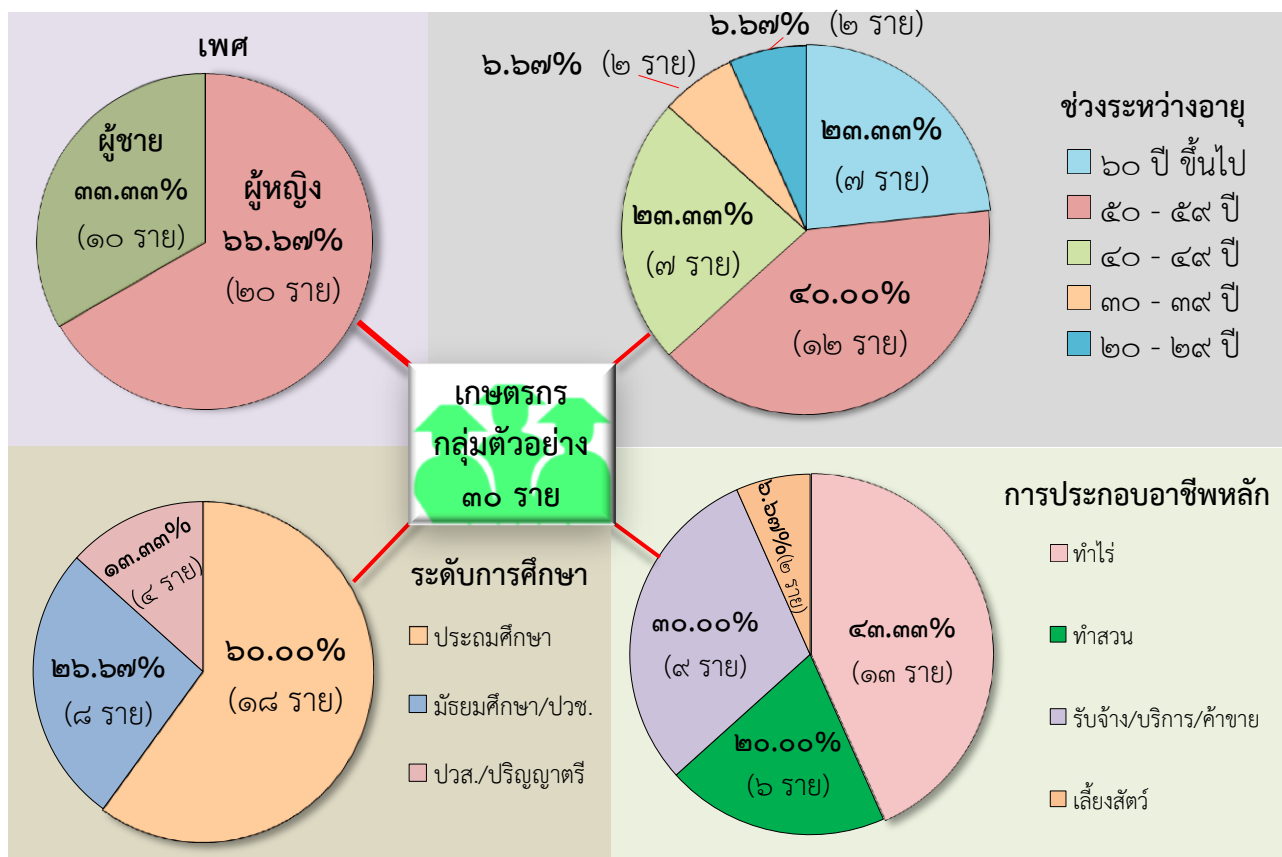 เพศ
ผู้ชาย
๓๓.๓๓%
(๑๐ ราย)
ผู้หญิง
๖๖.๖๗%
(๒๐ ราย)
๖.๖๗% (๒ ราย)
๖.๖๗% (๒ ราย)
๒๓.๓๓%
(๗ ราย)
๒๓.๓๓%
(๗ ราย)
๔๐.๐๐%
(๑๒ ราย)
ช่วงระหว่างอายุ
๖๐ ปี ขึ้นไป
๕๐ - ๕๙ ปี
๔๐ - ๔๙ ปี
๓๐ - ๓๙ ปี
๒๐ - ๒๙ ปี
เกษตรกร
กลุ่มตัวอย่าง
๓๐ ราย
๑๓.๓๓%
(๔ ราย)
๒๖.๖๗%
(๘ ราย)
๖๐.๐๐%
(๑๘ ราย)
ระดับการศึกษา
ประถมศึกษา
มัธยมศึกษา/ปวช.
ปวส./ปริญญาตรี
๖.๖๗%
(๒ ราย)
๓๐.๐๐%
(๙ ราย)
๔๓.๓๓%
(๑๓ ราย)
๒๐.๐๐%
(๖ ราย)
การประกอบอาชีพหลัก
ทำไร่
ทำสวน
รับจ้าง/บริการ/ค้าขาย
เลี้ยงสัตว์